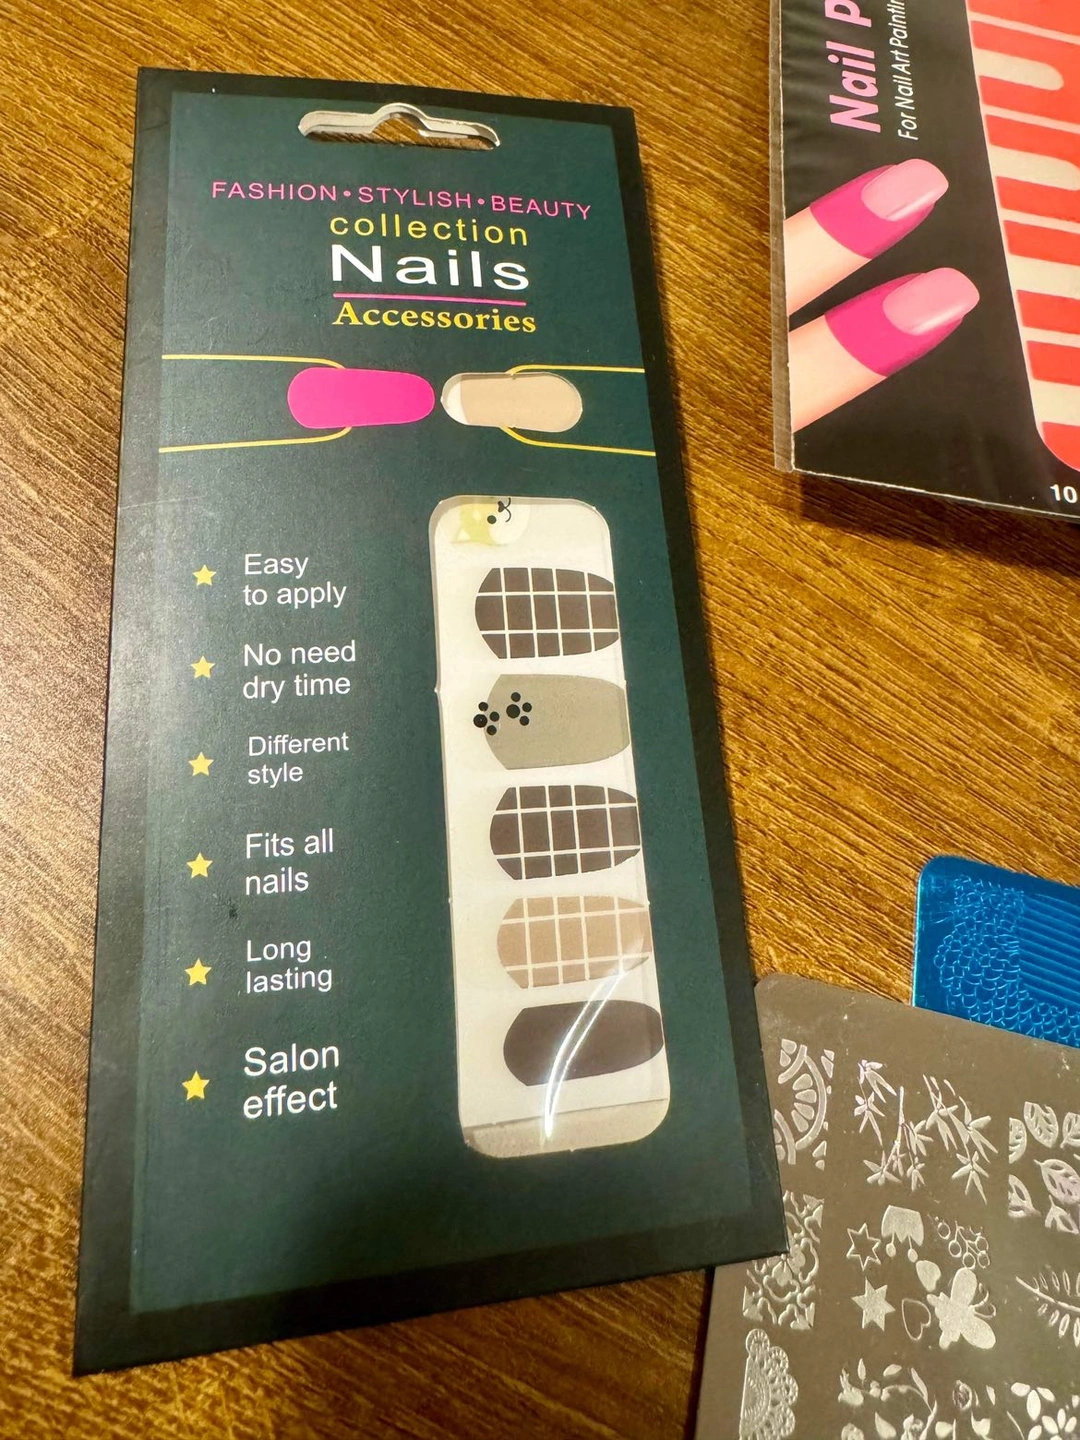 FASHION•STYLISH•BEAUTY
collection
Nails
Accessories
Easy
to apply
No need
dry time
Different
style
Fits all
nails
Long
lasting
Salon
effect
Nail
For Nail Art
10